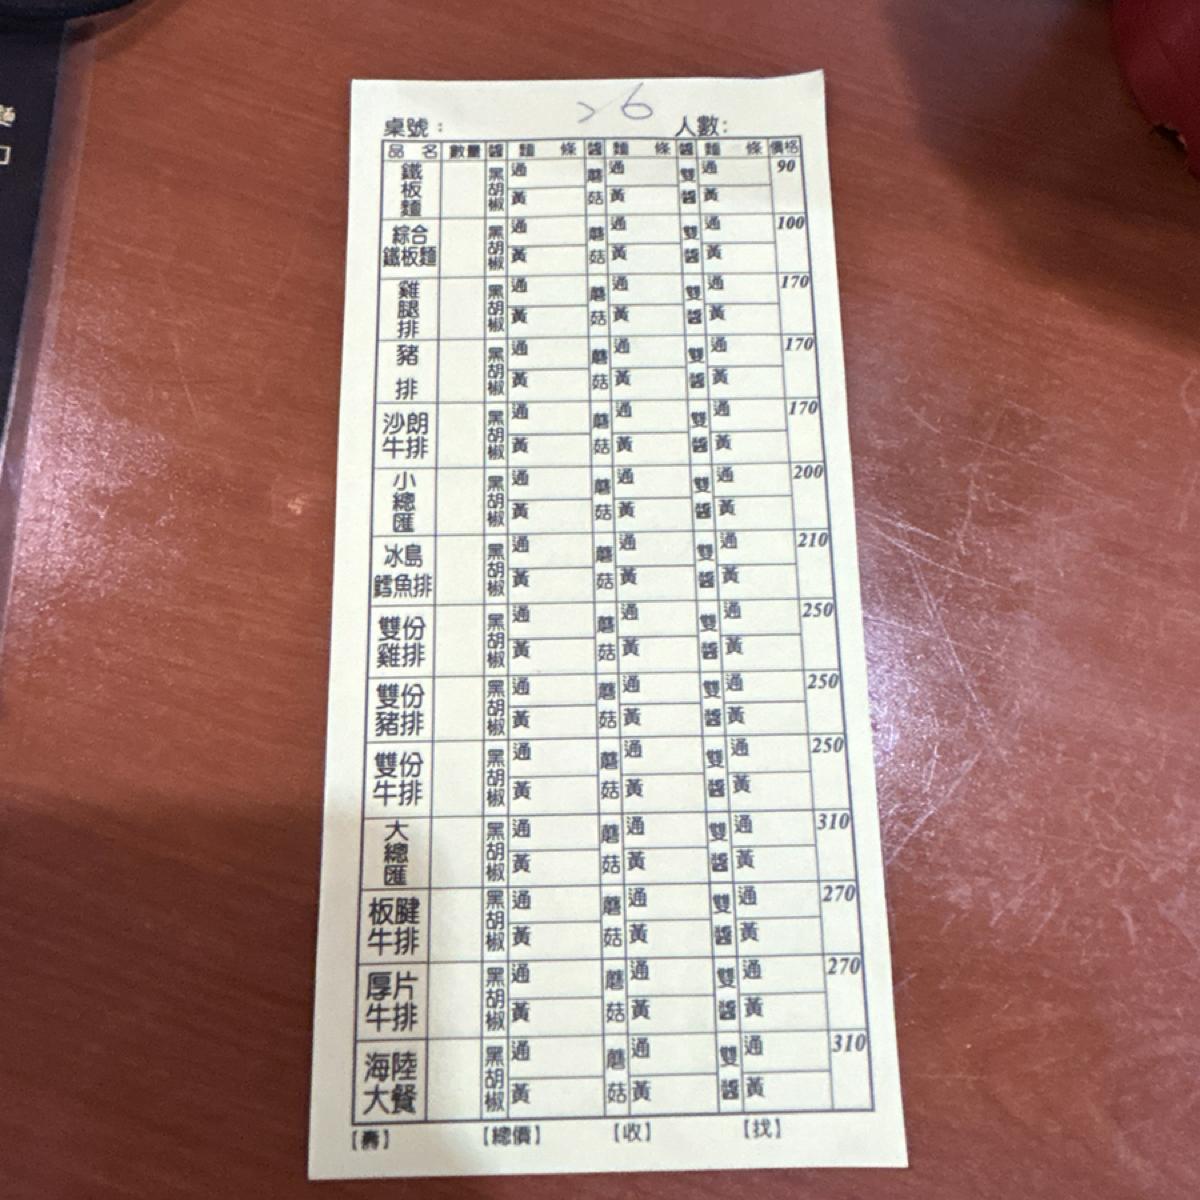 麵
26
桌號： 人數：
品 名 數量 醬 麵 條 醬 麵 條 醬 麵 條 價格
鐵板麵 黑胡椒 通 黃 蘑菇 通 黃 雙醬 通 黃 90
綜合鐵板麵 黑胡椒 通 黃 蘑菇 通 黃 雙醬 通 黃 100
雞腿排 黑胡椒 通 黃 蘑菇 通 黃 雙醬 通 黃 170
豬排 黑胡椒 通 黃 蘑菇 通 黃 雙醬 通 黃 170
沙朗牛排 黑胡椒 通 黃 蘑菇 通 黃 雙醬 通 黃 170
小總匯 黑胡椒 通 黃 蘑菇 通 黃 雙醬 通 黃 200
冰島鱈魚排 黑胡椒 通 黃 蘑菇 通 黃 雙醬 通 黃 210
雙份雞排 黑胡椒 通 黃 蘑菇 通 黃 雙醬 通 黃 250
雙份豬排 黑胡椒 通 黃 蘑菇 通 黃 雙醬 通 黃 250
雙份牛排 黑胡椒 通 黃 蘑菇 通 黃 雙醬 通 黃 250
大總匯 黑胡椒 通 黃 蘑菇 通 黃 雙醬 通 黃 310
板腱牛排 黑胡椒 通 黃 蘑菇 通 黃 雙醬 通 黃 270
厚片牛排 黑胡椒 通 黃 蘑菇 通 黃 雙醬 通 黃 270
海陸大餐 黑胡椒 通 黃 蘑菇 通 黃 雙醬 通 黃 310
【壽】 【總價】 【收】 【找】